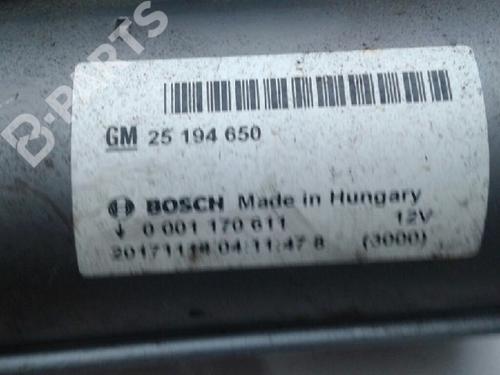 B-PARTS
GM 25 194 650
BOSCH Made in Hungary
0 001 170 611 12V
20171118 04:11:47 8 (3000)